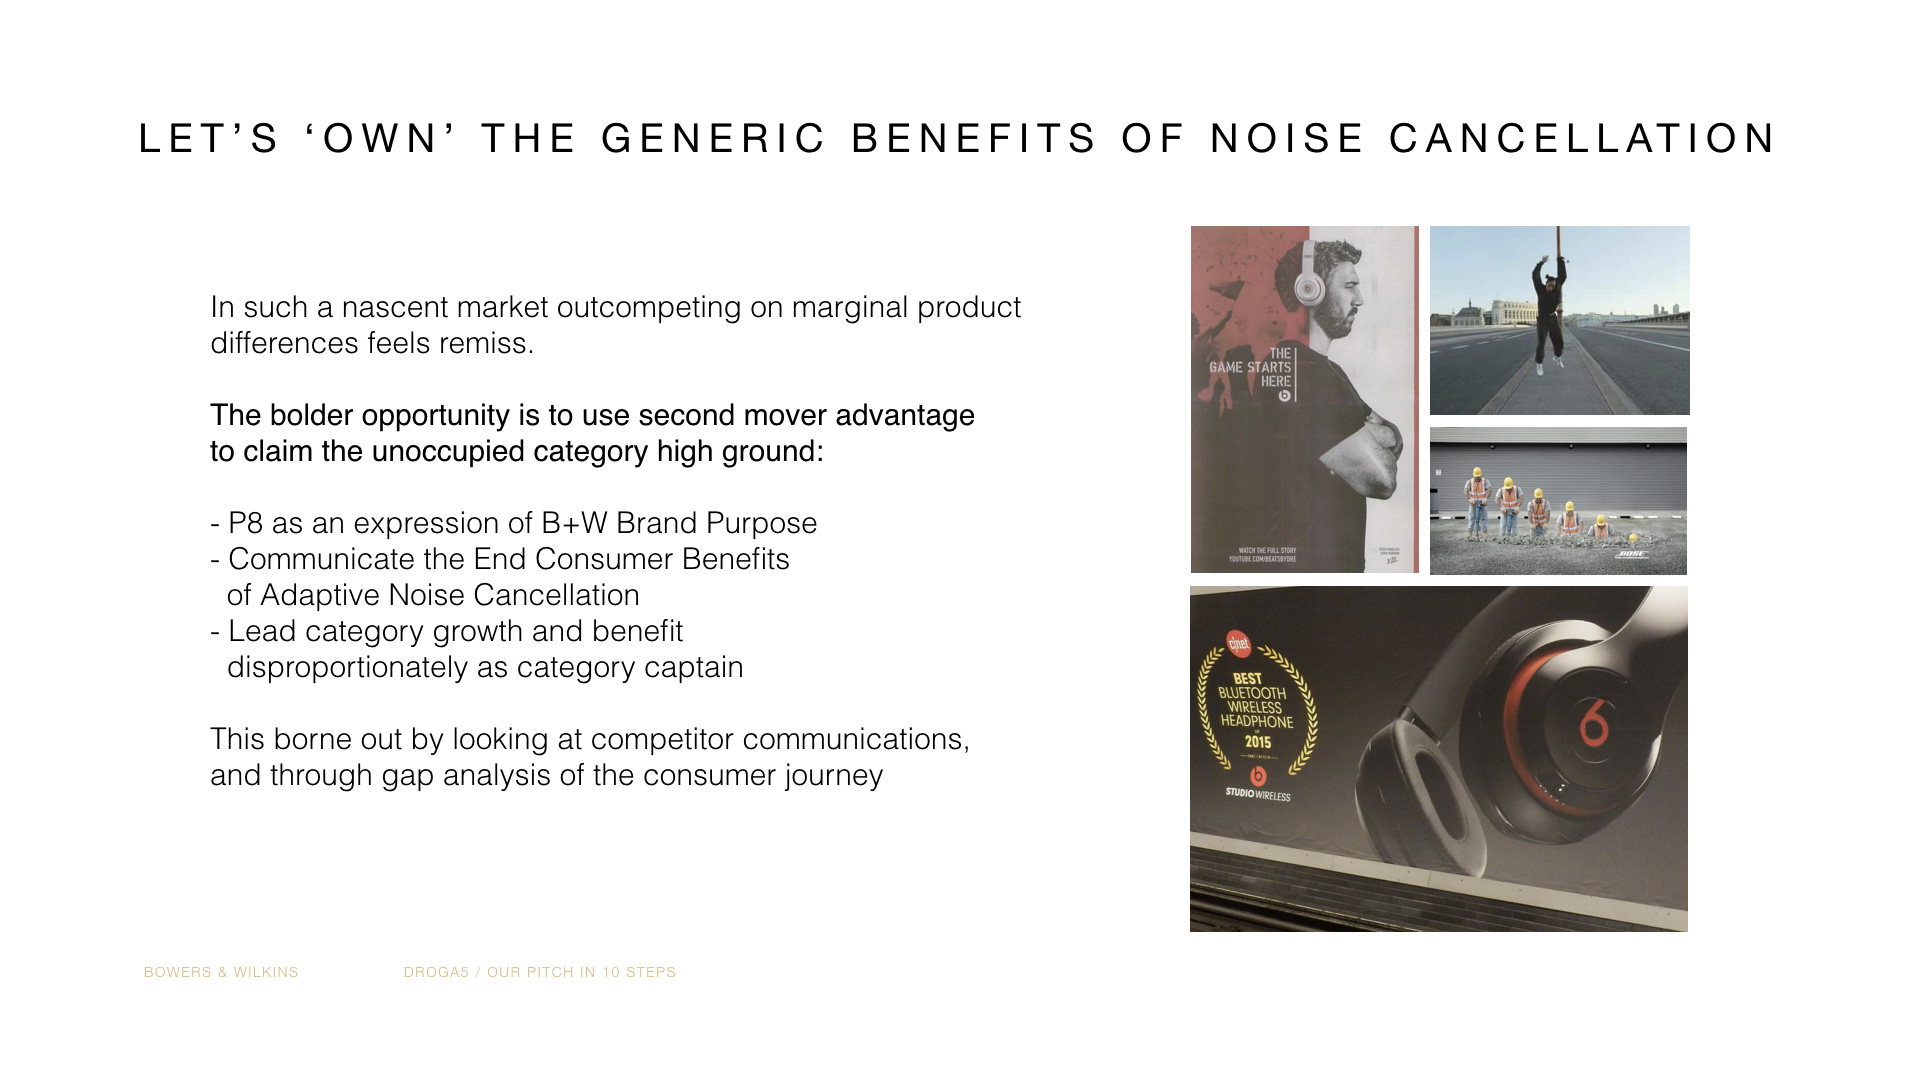 LET’S ‘OWN’ THE GENERIC BENEFITS OF NOISE CANCELLATION
In such a nascent market outcompeting on marginal product
differences feels remiss.
The bolder opportunity is to use second mover advantage
to claim the unoccupied category high ground:
- P8 as an expression of B+W Brand Purpose
- Communicate the End Consumer Benefits
of Adaptive Noise Cancellation
- Lead category growth and benefit
disproportionately as category captain
This borne out by looking at competitor communications,
and through gap analysis of the consumer journey
THE
GAME STARTS
HERE
WATCH THE FULL STORY
YOUTUBE.COM/BEATSBYDRE
BOSE
c|net
BEST
BLUETOOTH
WIRELESS
HEADPHONE
OF
2015
STUDIO WIRELESS
BOWERS & WILKINS
DROGA5 / OUR PITCH IN 10 STEPS